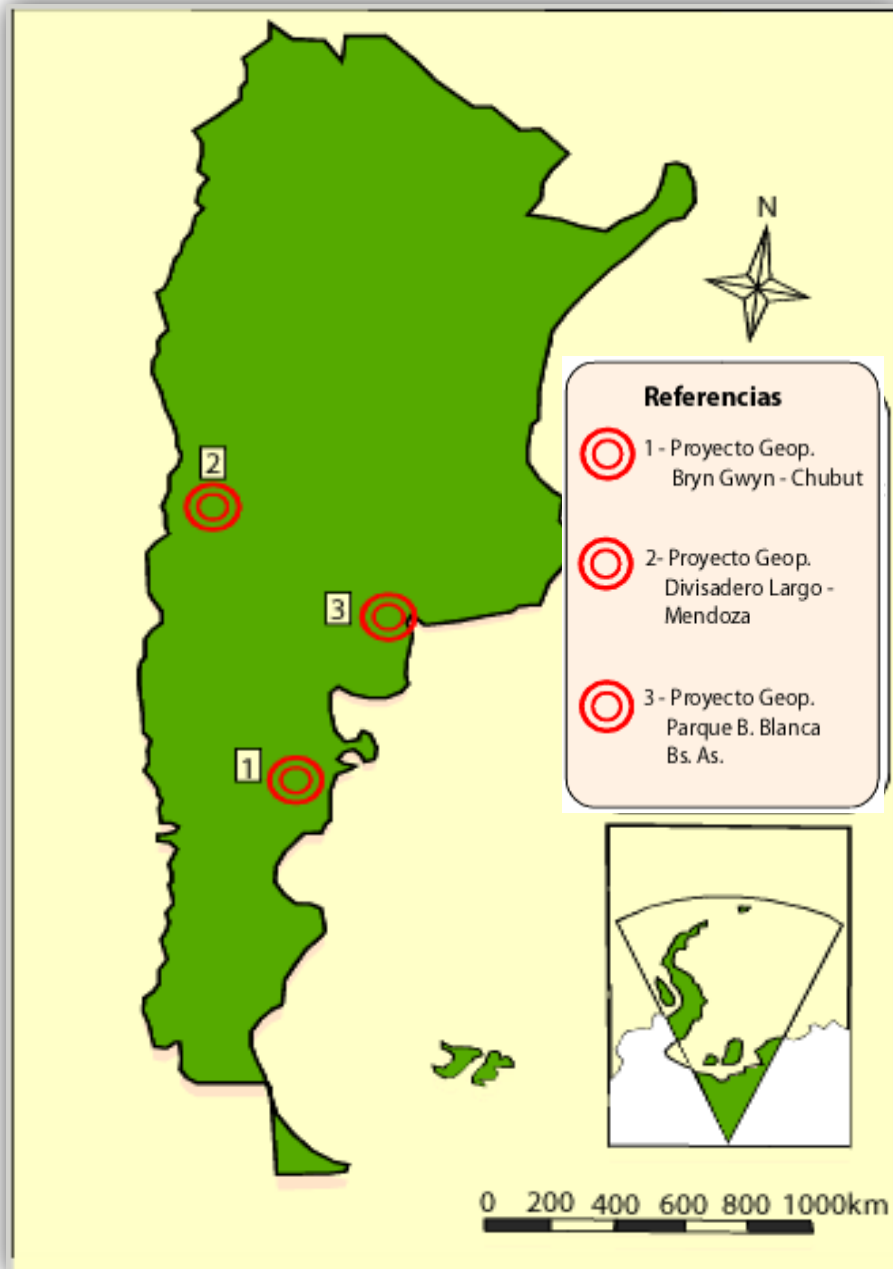 N
Referencias
1 - Proyecto Geop.
Bryn Gwyn - Chubut
2- Proyecto Geop.
Divisadero Largo -
Mendoza
3 - Proyecto Geop.
Parque B. Blanca
Bs. As.
2
3
1
0 200 400 600 800 1000km